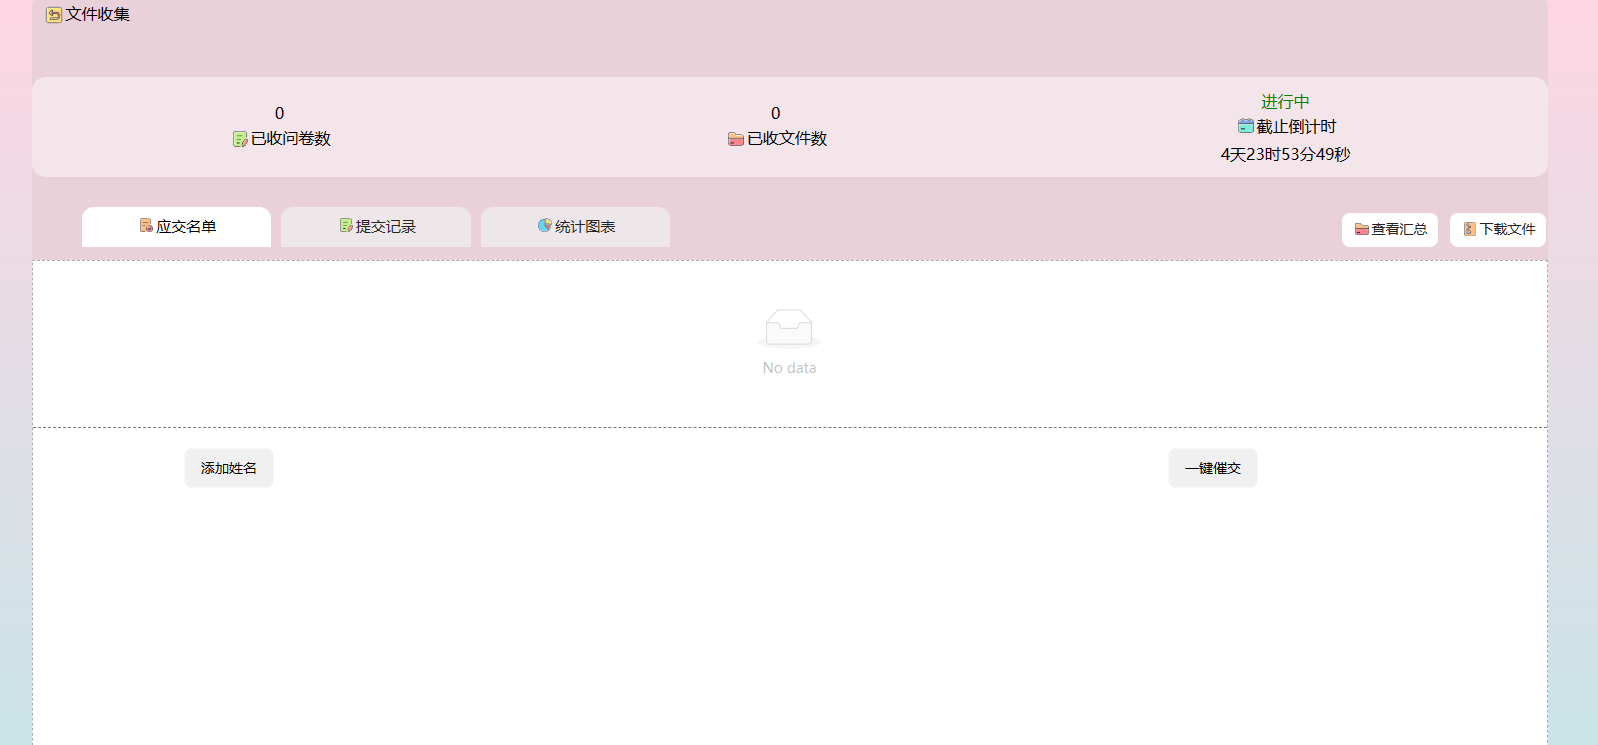 文件收集
0
已收问卷数
0
已收文件数
进行中
截止倒计时
4天23时53分49秒
应交名单
提交记录
统计图表
查看汇总
下载文件
No data
添加姓名
一键催交